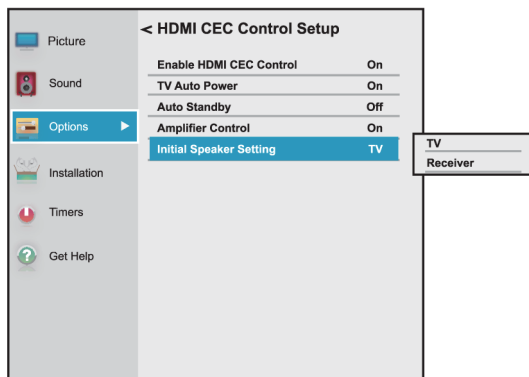 Picture
Sound
Options
Installation
Timers
Get Help
< HDMI CEC Control Setup
Enable HDMI CEC Control On
TV Auto Power On
Auto Standby Off
Amplifier Control On
Initial Speaker Setting TV
TV
Receiver